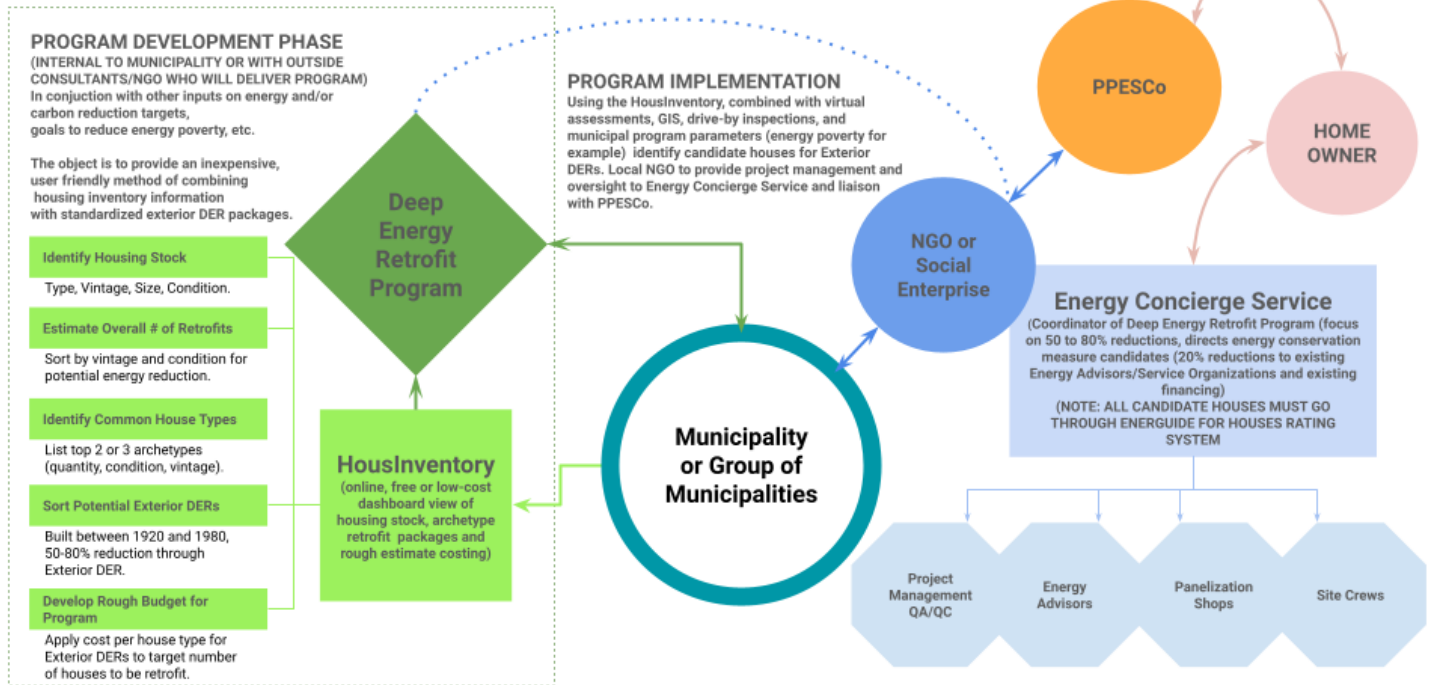 PROGRAM DEVELOPMENT PHASE
(INTERNAL TO MUNICIPALITY OR WITH OUTSIDE
CONSULTANTS/NGO WHO WILL DELIVER PROGRAM)
In conjuction with other inputs on energy and/or
carbon reduction targets,
goals to reduce energy poverty, etc.
The object is to provide an inexpensive,
user friendly method of combining
housing inventory information
with standardized exterior DER packages.
Identify Housing Stock
Type, Vintage, Size, Condition.
Estimate Overall # of Retrofits
Sort by vintage and condition for
potential energy reduction.
Identify Common House Types
List top 2 or 3 archetypes
(quantity, condition, vintage).
Sort Potential Exterior DERs
Built between 1920 and 1980,
50-80% reduction through
Exterior DER.
Develop Rough Budget for
Program
Apply cost per house type for
Exterior DERs to target number
of houses to be retrofit.
Deep
Energy
Retrofit
Program
HousInventory
(online, free or low-cost
dashboard view of
housing stock, archetype
retrofit packages and
rough estimate costing)
PROGRAM IMPLEMENTATION
Using the HousInventory, combined with virtual
assessments, GIS, drive-by inspections, and
municipal program parameters (energy poverty for
example) identify candidate houses for Exterior
DERs. Local NGO to provide project management and
oversight to Energy Concierge Service and liaison
with PPESCo.
Municipality
or Group of
Municipalities
NGO or
Social
Enterprise
PPESCo
HOME
OWNER
Energy Concierge Service
(Coordinator of Deep Energy Retrofit Program (focus
on 50 to 80% reductions, directs energy conservation
measure candidates (20% reductions to existing
Energy Advisors/Service Organizations and existing
financing)
(NOTE: ALL CANDIDATE HOUSES MUST GO
THROUGH ENERGUIDE FOR HOUSES RATING
SYSTEM
Project
Management
QA/QC
Energy
Advisors
Panelization
Shops
Site Crews